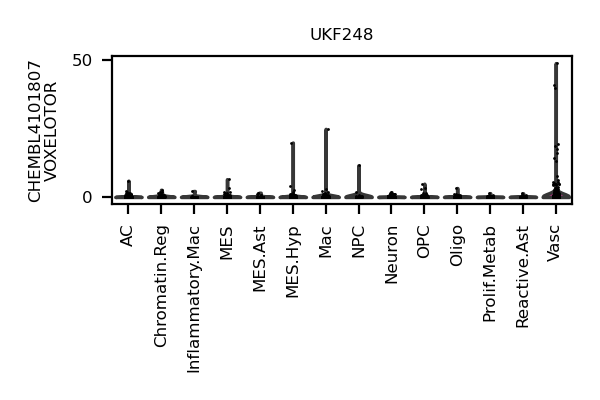 UKF248
CHEMBL4101807
VOXELOTOR
50
0
AC
Chromatin.Reg
Inflammatory.Mac
MES
MES.Ast
MES.Hyp
Mac
NPC
Neuron
OPC
Oligo
Prolif.Metab
Reactive.Ast
Vasc